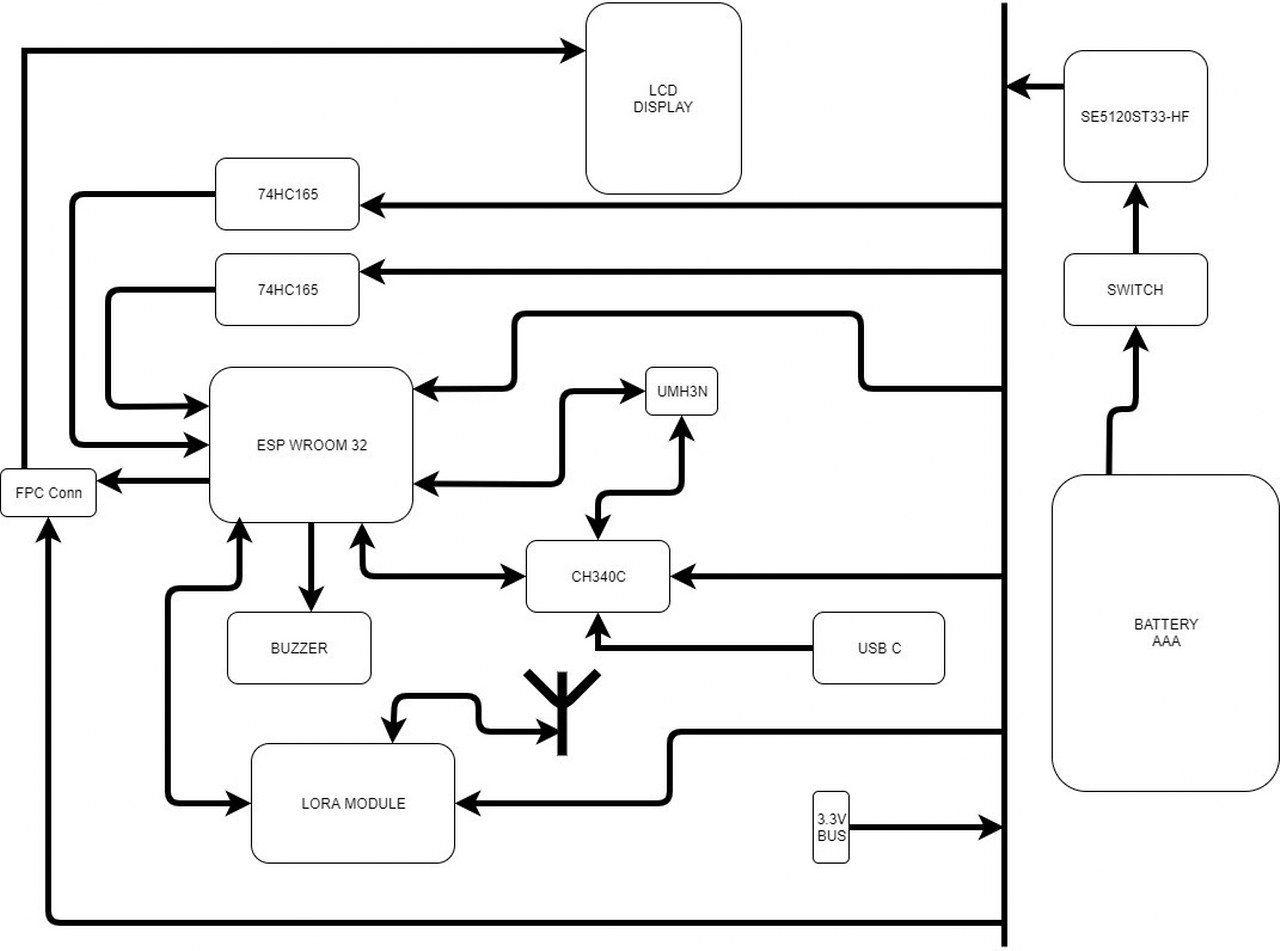 LCD
DISPLAY
SE5120ST33-HF
74HC165
74HC165
SWITCH
UMH3N
ESP WROOM 32
FPC Conn
CH340C
BUZZER
USB C
BATTERY
AAA
LORA MODULE
3.3V
BUS